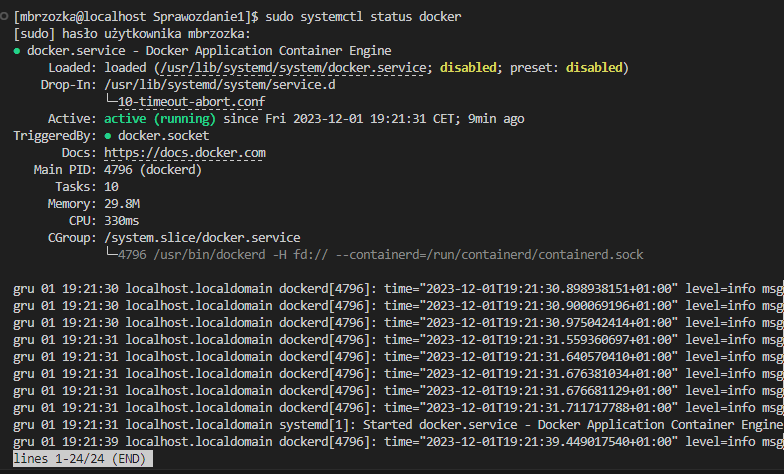 [mbrzozka@localhost Sprawozdanie1]$ sudo systemctl status docker
[sudo] hasło użytkownika mbrzozka:
● docker.service - Docker Application Container Engine
     Loaded: loaded (/usr/lib/systemd/system/docker.service; disabled; preset: disabled)
    Drop-In: /usr/lib/systemd/system/service.d
             └─10-timeout-abort.conf
     Active: active (running) since Fri 2023-12-01 19:21:31 CET; 9min ago
TriggeredBy: ● docker.socket
       Docs: https://docs.docker.com
   Main PID: 4796 (dockerd)
      Tasks: 10
     Memory: 29.8M
        CPU: 330ms
     CGroup: /system.slice/docker.service
             └─4796 /usr/bin/dockerd -H fd:// --containerd=/run/containerd/containerd.sock
gru 01 19:21:30 localhost.localdomain dockerd[4796]: time="2023-12-01T19:21:30.898938151+01:00" level=info msg
gru 01 19:21:30 localhost.localdomain dockerd[4796]: time="2023-12-01T19:21:30.900069196+01:00" level=info msg
gru 01 19:21:30 localhost.localdomain dockerd[4796]: time="2023-12-01T19:21:30.975042414+01:00" level=info msg
gru 01 19:21:31 localhost.localdomain dockerd[4796]: time="2023-12-01T19:21:31.559360697+01:00" level=info msg
gru 01 19:21:31 localhost.localdomain dockerd[4796]: time="2023-12-01T19:21:31.640570410+01:00" level=info msg
gru 01 19:21:31 localhost.localdomain dockerd[4796]: time="2023-12-01T19:21:31.676381034+01:00" level=info msg
gru 01 19:21:31 localhost.localdomain dockerd[4796]: time="2023-12-01T19:21:31.676681129+01:00" level=info msg
gru 01 19:21:31 localhost.localdomain dockerd[4796]: time="2023-12-01T19:21:31.711717788+01:00" level=info msg
gru 01 19:21:31 localhost.localdomain systemd[1]: Started docker.service - Docker Application Container Engine
gru 01 19:21:39 localhost.localdomain dockerd[4796]: time="2023-12-01T19:21:39.449017540+01:00" level=info msg
lines 1-24/24 (END)